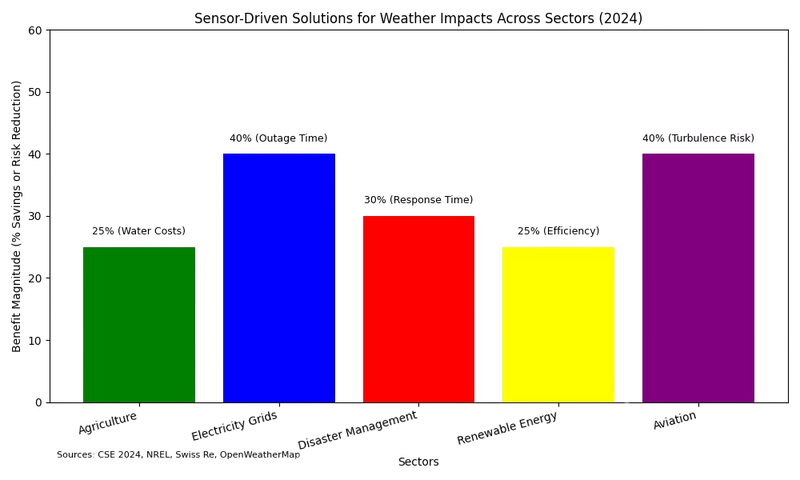 Sensor-Driven Solutions for Weather Impacts Across Sectors (2024)
Benefit Magnitude (% Savings or Risk Reduction)
60
50
40
30
20
10
0
25% (Water Costs)
40% (Outage Time)
30% (Response Time)
25% (Efficiency)
40% (Turbulence Risk)
Agriculture
Electricity Grids
Disaster Management
Renewable Energy
Aviation
Sectors
Sources: CSE 2024, NREL, Swiss Re, OpenWeatherMap